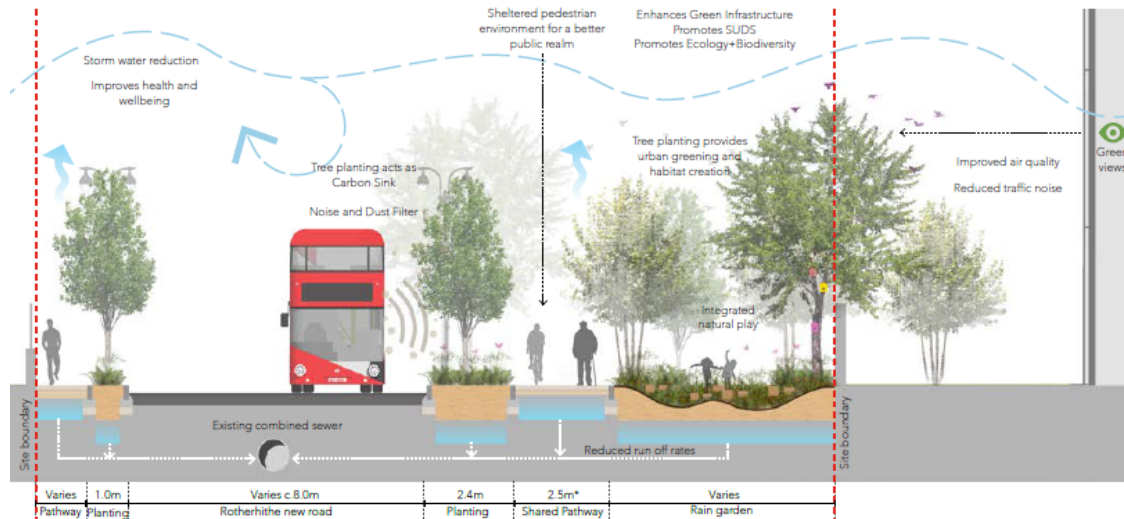 Sheltered pedestrian
environment for a better
public realm
Enhances Green Infrastructure
Promotes SUDS
Promotes Ecology+Biodiversity
Storm water reduction
Improves health and
wellbeing
Tree planting acts as
Carbon Sink
Noise and Dust Filter
Tree planting provides
urban greening and
habitat creation
Improved air quality
Reduced traffic noise
Green
views
Integrated
natural play
Site boundary
Existing combined sewer
Reduced run off rates
Site boundary
Varies
Pathway
1.0m
Planting
Varies c.8.0m
Rotherhithe new road
2.4m
Planting
2.5m*
Shared Pathway
Varies
Rain garden